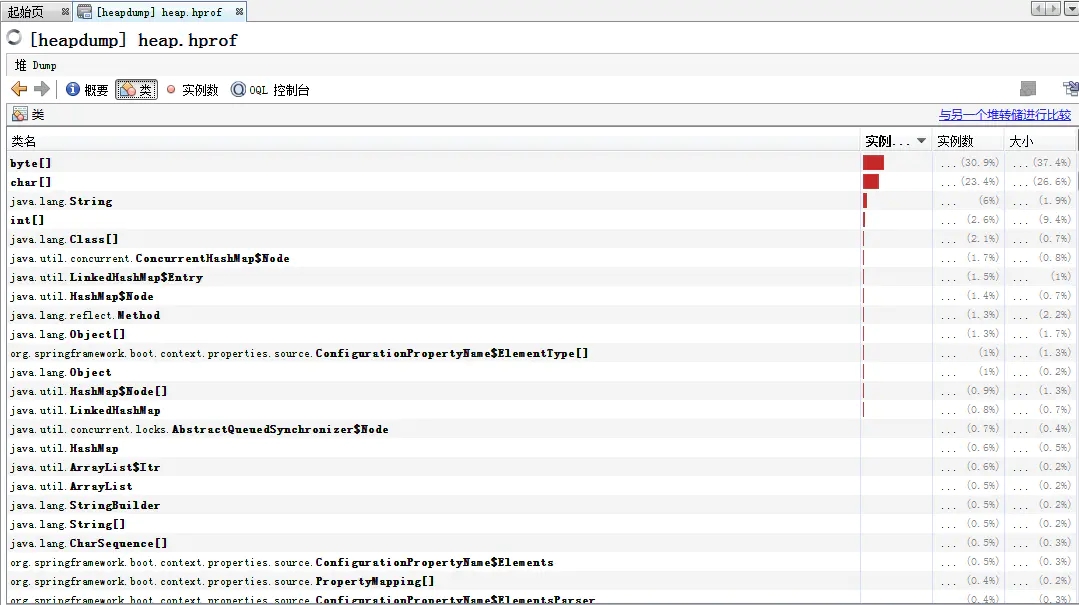 起始页 [heapdump] heap.hprof
[heapdump] heap.hprof
堆 Dump
概要 类 实例数 OQL 控制台
类 与另一个堆转储进行比较
类名 实例... 实例数 大小
byte[] ... (30.9%) ... (37.4%)
char[] ... (23.4%) ... (26.6%)
java.lang.String ... (6%) ... (1.9%)
int[] ... (2.6%) ... (9.4%)
java.lang.Class[] ... (2.1%) ... (0.7%)
java.util.concurrent.ConcurrentHashMap$Node ... (1.7%) ... (0.8%)
java.util.LinkedHashMap$Entry ... (1.5%) ... (1%)
java.util.HashMap$Node ... (1.4%) ... (0.7%)
java.lang.reflect.Method ... (1.3%) ... (2.2%)
java.lang.Object[] ... (1.3%) ... (1.7%)
org.springframework.boot.context.properties.source.ConfigurationPropertyName$ElementType[] ... (1%) ... (1.3%)
java.lang.Object ... (1%) ... (0.2%)
java.util.HashMap$Node[] ... (0.9%) ... (1.3%)
java.util.LinkedHashMap ... (0.8%) ... (0.7%)
java.util.concurrent.locks.AbstractQueuedSynchronizer$Node ... (0.7%) ... (0.4%)
java.util.HashMap ... (0.6%) ... (0.5%)
java.util.ArrayList$Itr ... (0.6%) ... (0.2%)
java.util.ArrayList ... (0.5%) ... (0.2%)
java.lang.StringBuilder ... (0.5%) ... (0.2%)
java.lang.String[] ... (0.5%) ... (0.2%)
java.lang.CharSequence[] ... (0.5%) ... (0.3%)
org.springframework.boot.context.properties.source.ConfigurationPropertyName$Elements ... (0.5%) ... (0.3%)
org.springframework.boot.context.properties.source.PropertyMapping[] ... (0.4%) ... (0.2%)
org.springframework.boot.context.properties.source.ConfigurationPropertyName$ElementsParser ... (0.4%) ... (0.3%)